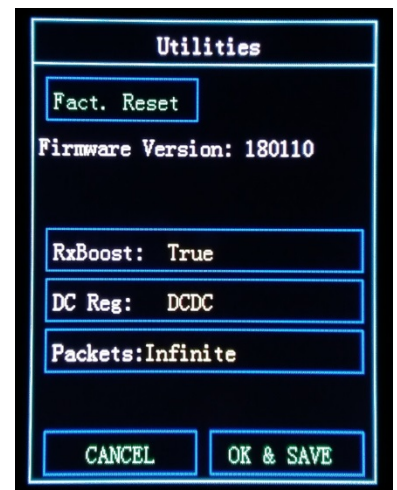 Utilities
Fact. Reset
Firmware Version: 180110
RxBoost: True
DC Reg: DCDC
Packets:Infinite
CANCEL OK & SAVE